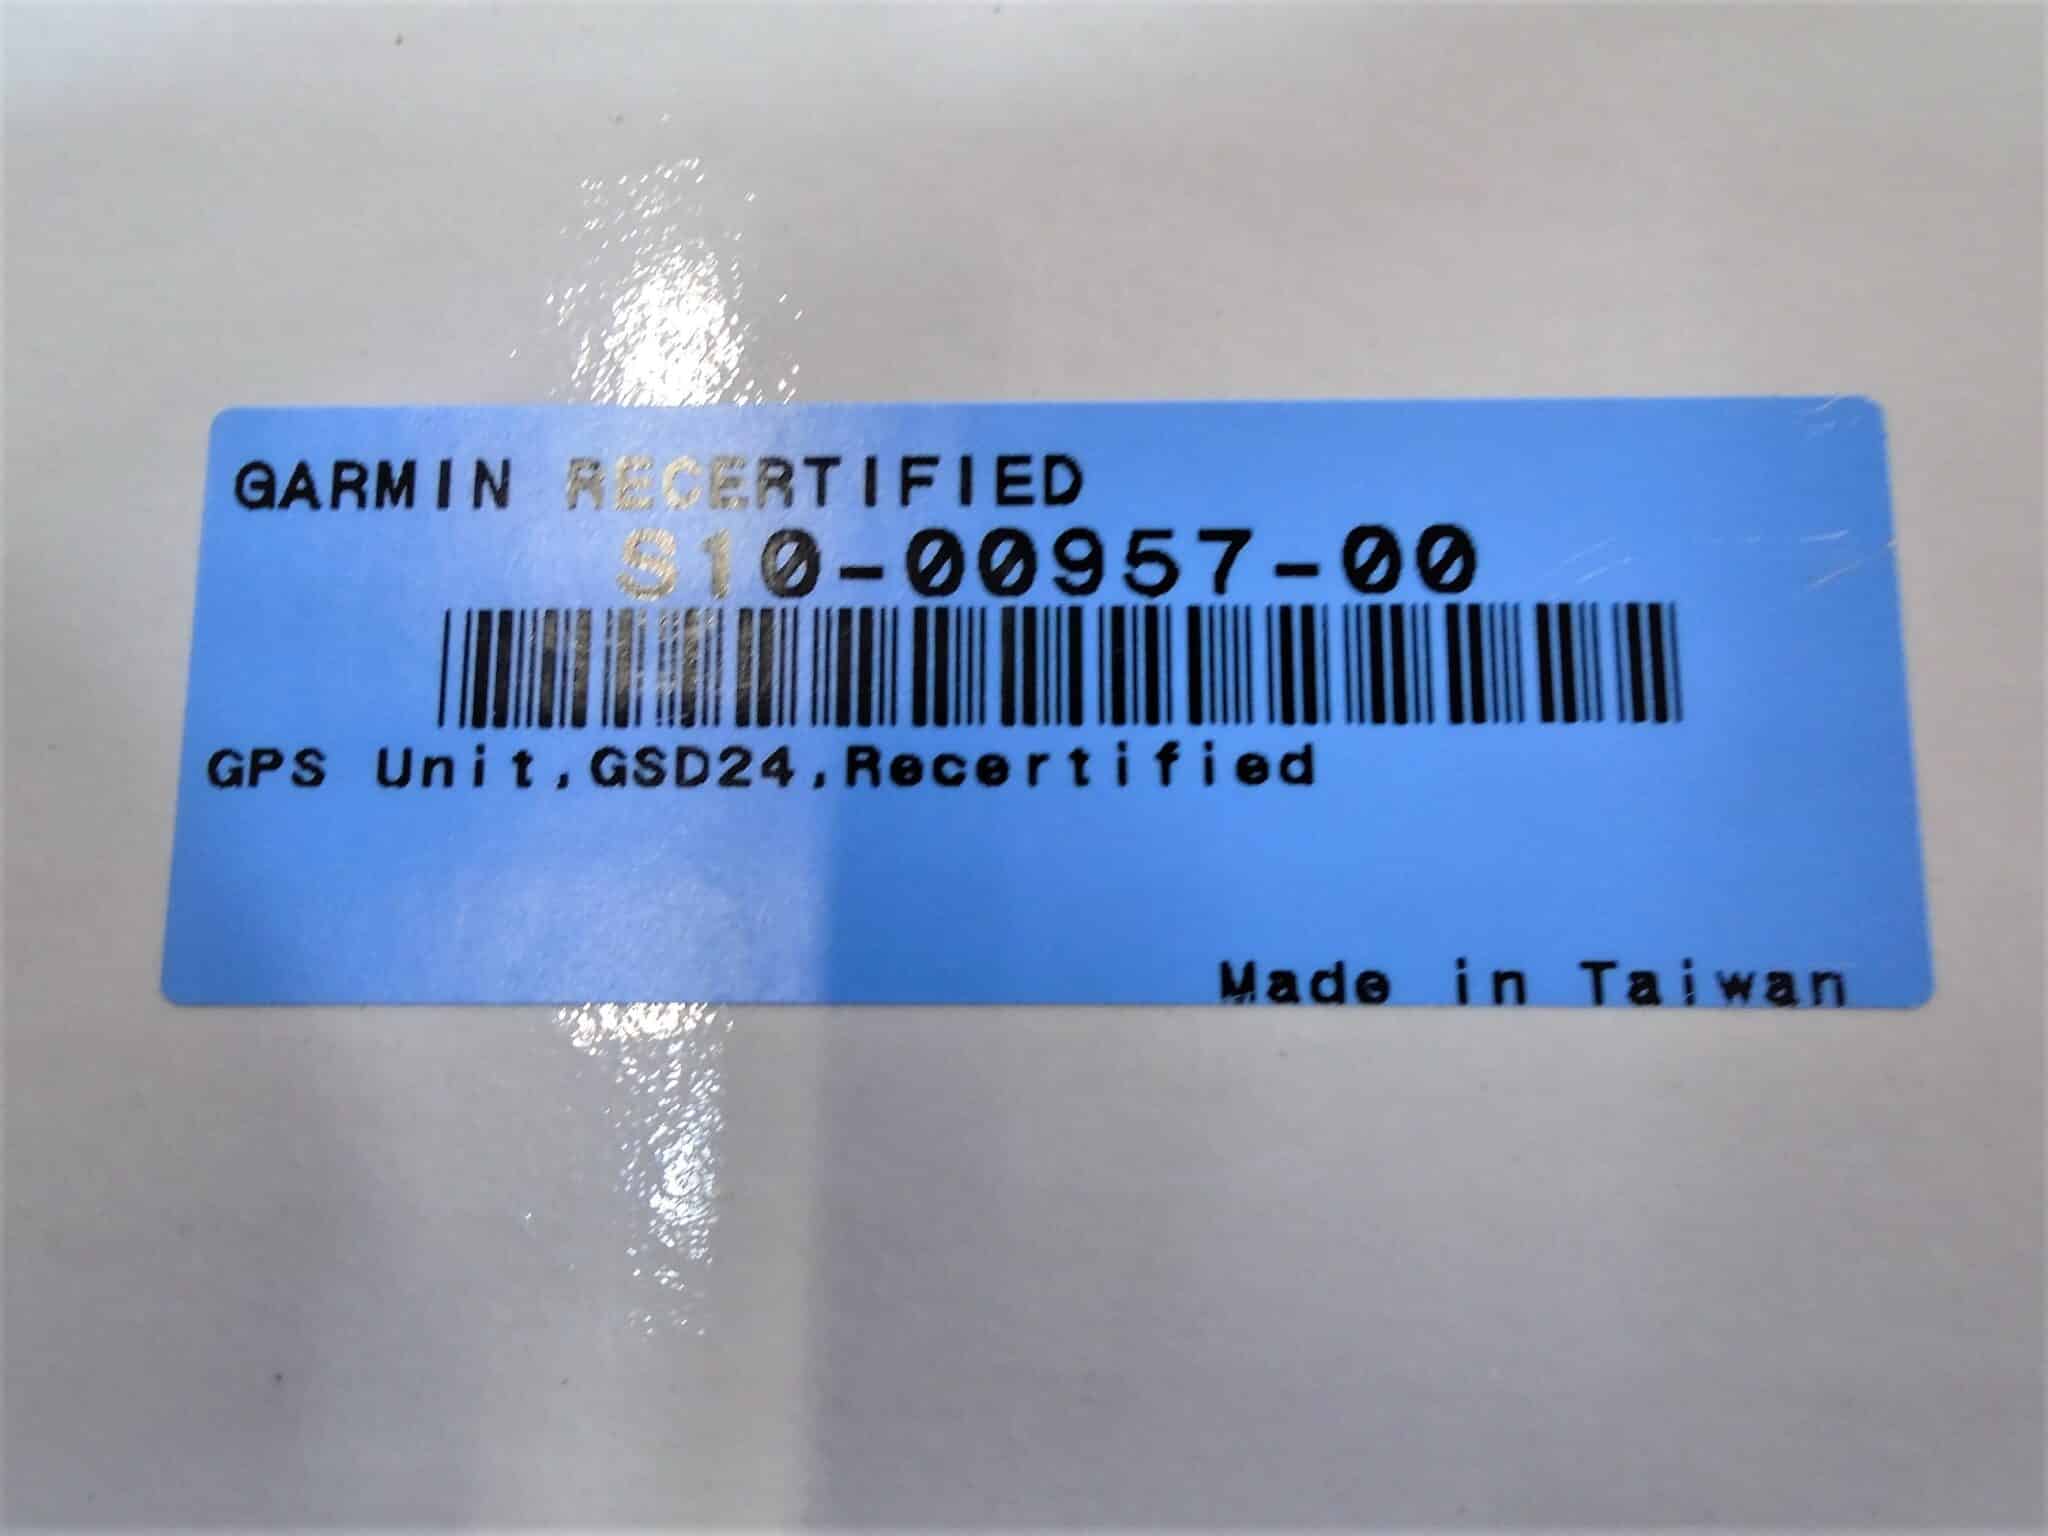 GARMIN RECERTIFIED
S10-00957-00
GPS Unit,GSD24,Recertified
Made in Taiwan